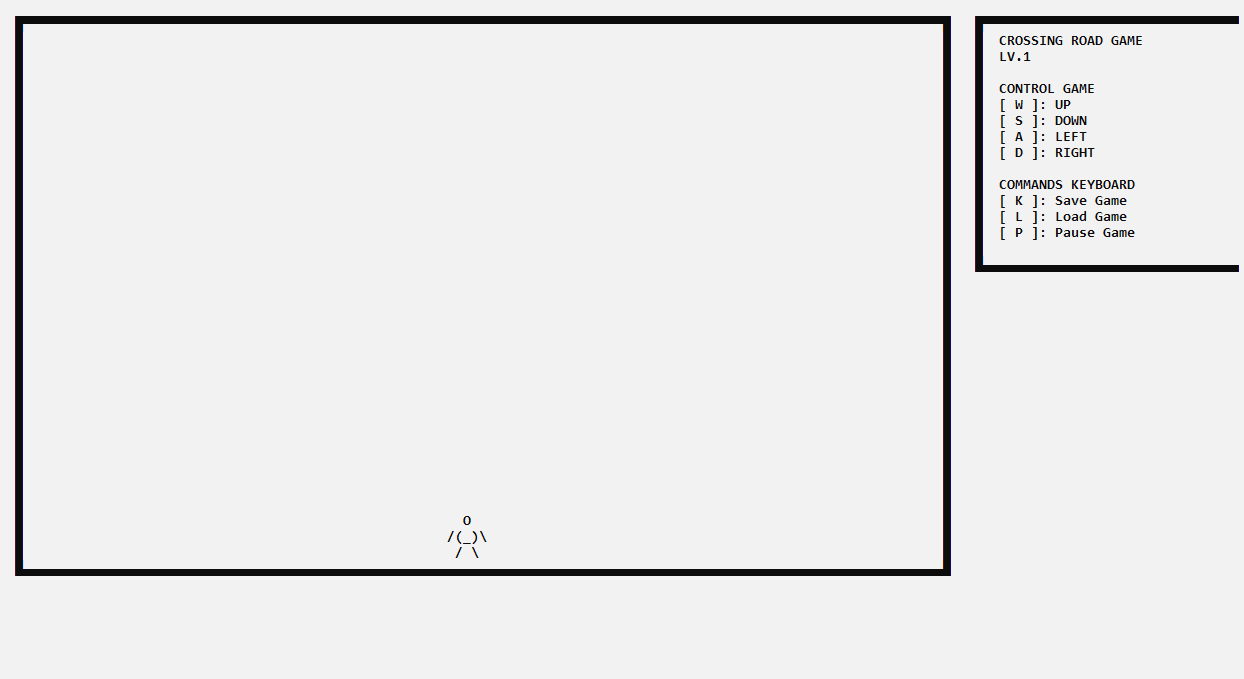 CROSSING ROAD GAME
LV.1
CONTROL GAME
[ W ]: UP
[ S ]: DOWN
[ A ]: LEFT
[ D ]: RIGHT
COMMANDS KEYBOARD
[ K ]: Save Game
[ L ]: Load Game
[ P ]: Pause Game
O
/(_)\
/ \